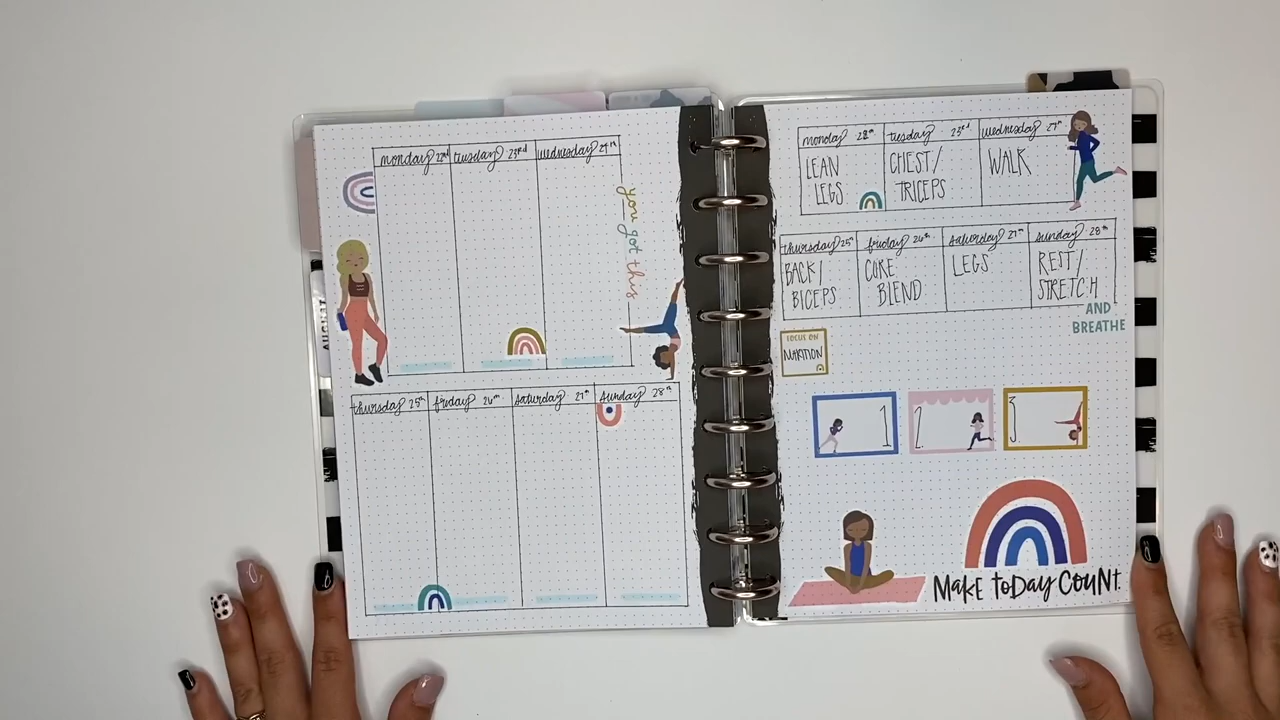 monday 22nd tuesday 23rd wednesday 24th
you got this
thursday 25th friday 26th saturday 27th sunday 28th
monday tuesday 23rd wednesday 24th
LEAN
LEGS
CHEST/
TRICEPS
WALK
thursday 25th friday 26th saturday 27th sunday 28th
BACK/
BICEPS
CORE
BLEND
LEGS
REST/
STRETCH
AND
BREATHE
FOCUS ON
1
2
3
MAKE TODAY COUNT.